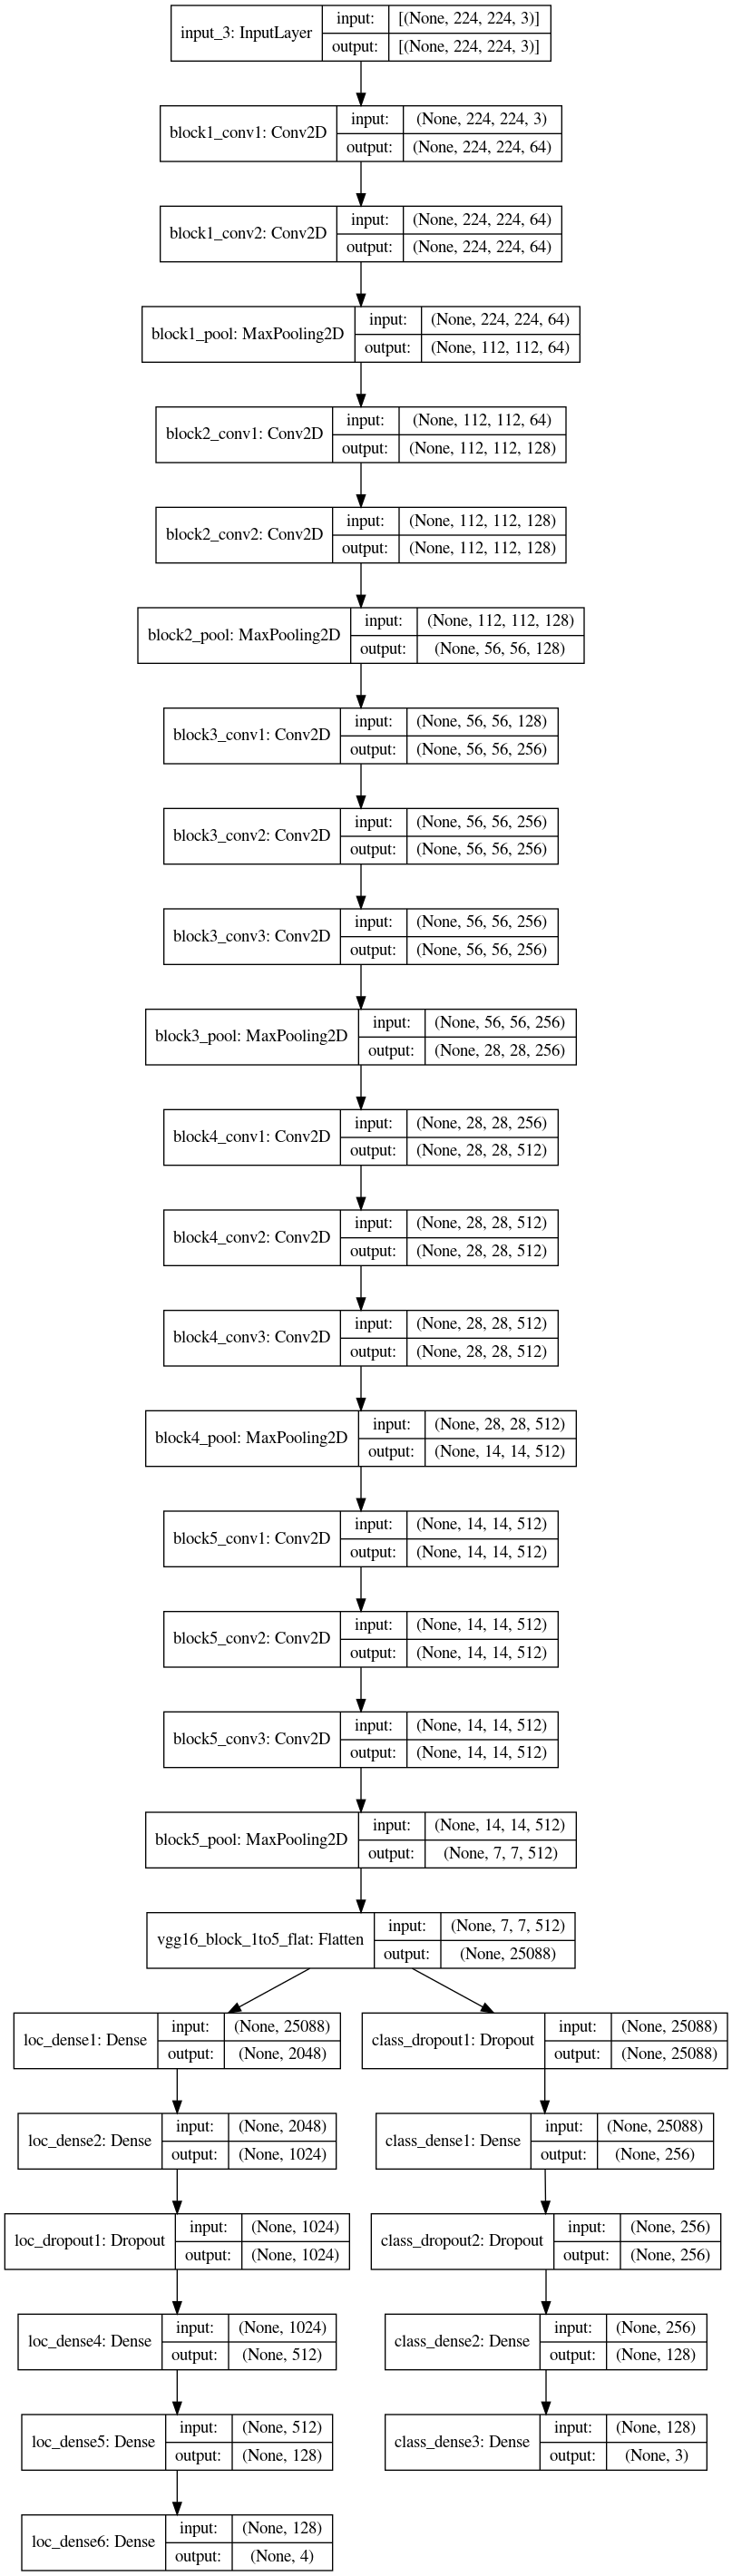 input_3: InputLayer
input: [(None, 224, 224, 3)]
output: [(None, 224, 224, 3)]
block1_conv1: Conv2D
input: (None, 224, 224, 3)
output: (None, 224, 224, 64)
block1_conv2: Conv2D
input: (None, 224, 224, 64)
output: (None, 224, 224, 64)
block1_pool: MaxPooling2D
input: (None, 224, 224, 64)
output: (None, 112, 112, 64)
block2_conv1: Conv2D
input: (None, 112, 112, 64)
output: (None, 112, 112, 128)
block2_conv2: Conv2D
input: (None, 112, 112, 128)
output: (None, 112, 112, 128)
block2_pool: MaxPooling2D
input: (None, 112, 112, 128)
output: (None, 56, 56, 128)
block3_conv1: Conv2D
input: (None, 56, 56, 128)
output: (None, 56, 56, 256)
block3_conv2: Conv2D
input: (None, 56, 56, 256)
output: (None, 56, 56, 256)
block3_conv3: Conv2D
input: (None, 56, 56, 256)
output: (None, 56, 56, 256)
block3_pool: MaxPooling2D
input: (None, 56, 56, 256)
output: (None, 28, 28, 256)
block4_conv1: Conv2D
input: (None, 28, 28, 256)
output: (None, 28, 28, 512)
block4_conv2: Conv2D
input: (None, 28, 28, 512)
output: (None, 28, 28, 512)
block4_conv3: Conv2D
input: (None, 28, 28, 512)
output: (None, 28, 28, 512)
block4_pool: MaxPooling2D
input: (None, 28, 28, 512)
output: (None, 14, 14, 512)
block5_conv1: Conv2D
input: (None, 14, 14, 512)
output: (None, 14, 14, 512)
block5_conv2: Conv2D
input: (None, 14, 14, 512)
output: (None, 14, 14, 512)
block5_conv3: Conv2D
input: (None, 14, 14, 512)
output: (None, 14, 14, 512)
block5_pool: MaxPooling2D
input: (None, 14, 14, 512)
output: (None, 7, 7, 512)
vgg16_block_1to5_flat: Flatten
input: (None, 7, 7, 512)
output: (None, 25088)
loc_dense1: Dense
input: (None, 25088)
output: (None, 2048)
class_dropout1: Dropout
input: (None, 25088)
output: (None, 25088)
loc_dense2: Dense
input: (None, 2048)
output: (None, 1024)
class_dense1: Dense
input: (None, 25088)
output: (None, 256)
loc_dropout1: Dropout
input: (None, 1024)
output: (None, 1024)
class_dropout2: Dropout
input: (None, 256)
output: (None, 256)
loc_dense4: Dense
input: (None, 1024)
output: (None, 512)
class_dense2: Dense
input: (None, 256)
output: (None, 128)
loc_dense5: Dense
input: (None, 512)
output: (None, 128)
class_dense3: Dense
input: (None, 128)
output: (None, 3)
loc_dense6: Dense
input: (None, 128)
output: (None, 4)